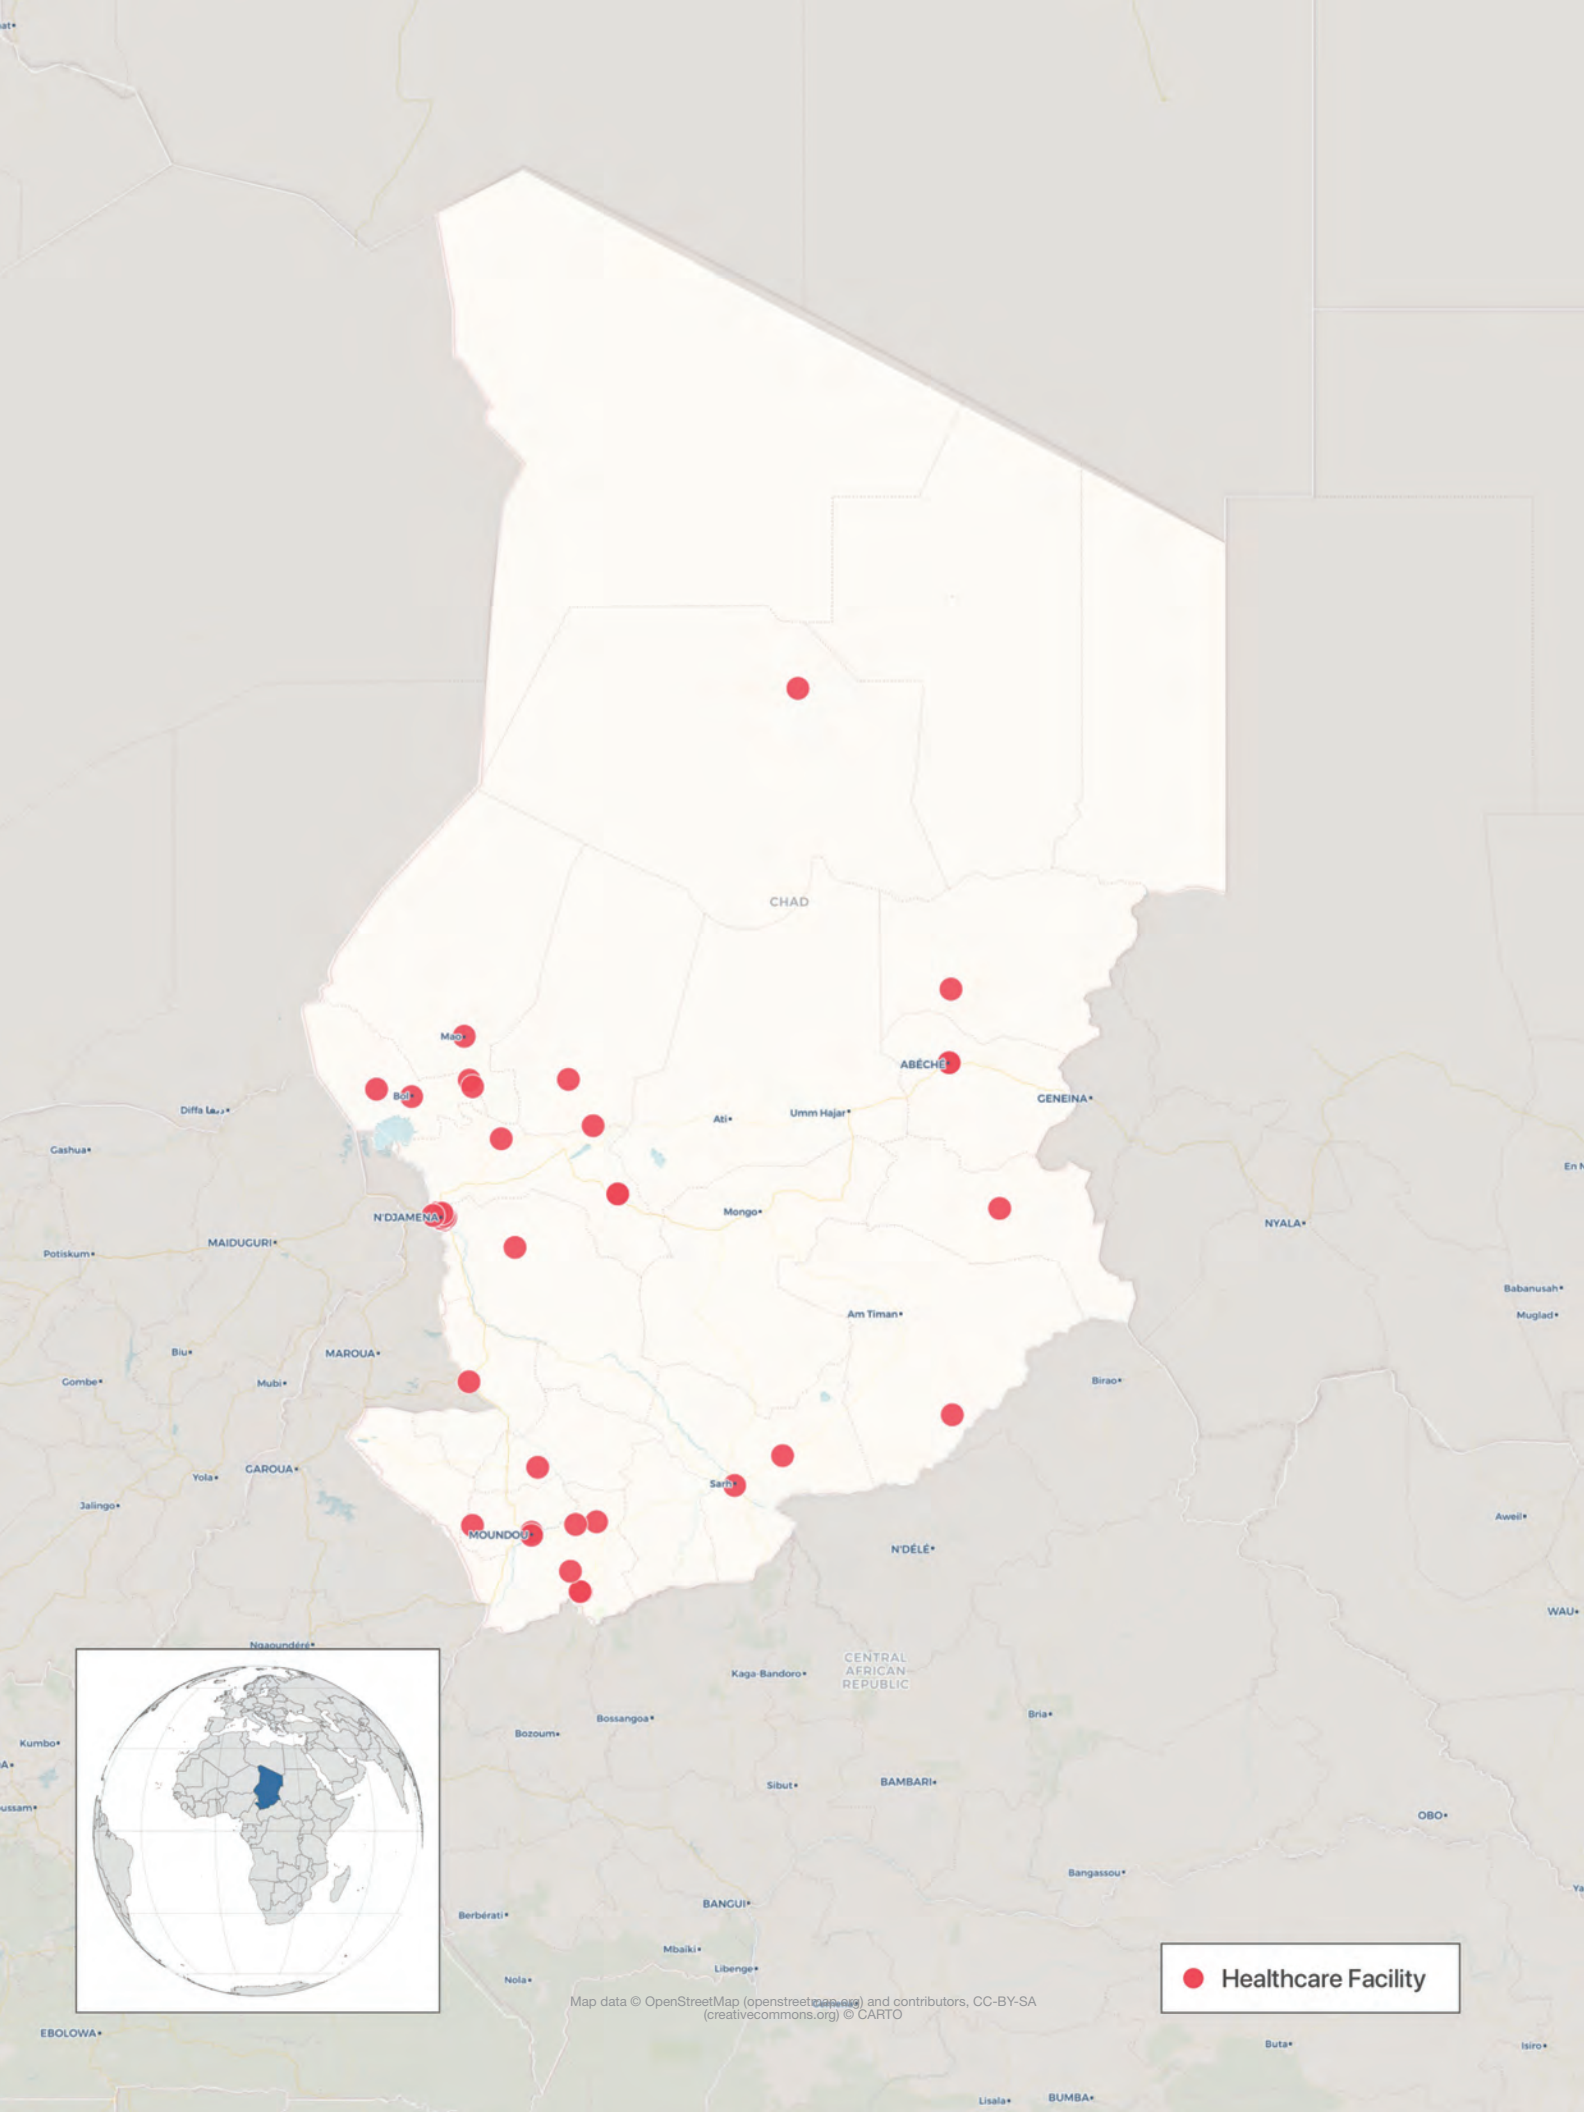 CHAD
Mao
ABÉCHÉ
Bol
GENEINA
Diffa
Umm Hajar
Ati
Gashua
Mongo
N'DJAMENA
NYALA
MAIDUGURI
Potiskum
Babanusah
Am Timan
Muglad
Biu
MAROUA
Gombe
Mubi
Birao
GAROUA
Yola
Sarh
Jalingo
Aweil
MOUNDOU
N'DÉLÉ
WAU
Ngaoundéré
CENTRAL
AFRICAN
REPUBLIC
Kaga-Bandoro
Bria
Bossangoa
Bozoum
Kumbo
Sibut
BAMBARI
OBO
Bangassou
BANGUI
Berbérati
Mbaïki
Libenge
Nola
Healthcare Facility
Map data © OpenStreetMap (openstreetmap.org) and contributors, CC-BY-SA
(creativecommons.org) © CARTO
EBOLOWA
Buta
Isiro
Lisala
BUMBA